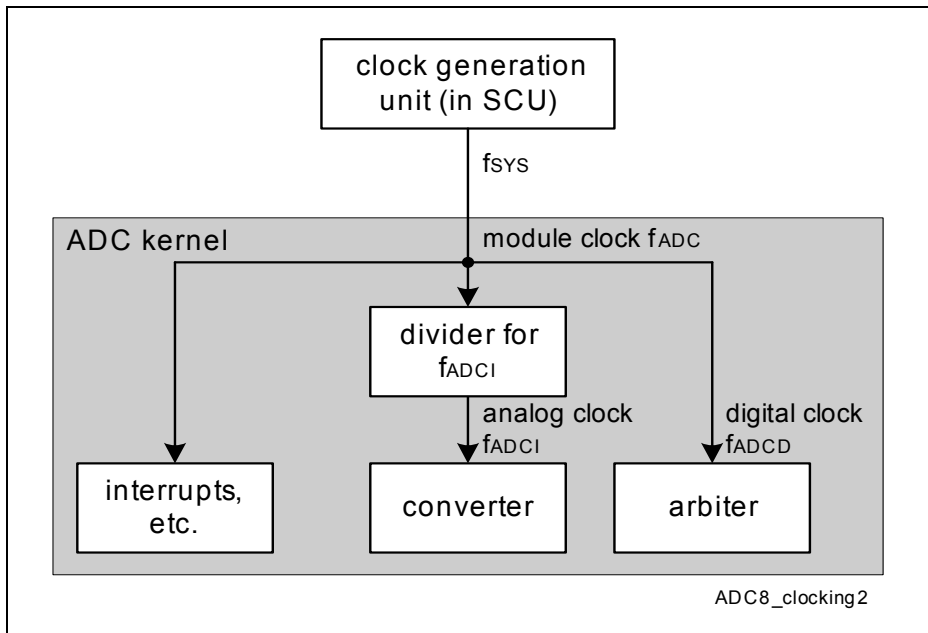 clock generation
unit (in SCU)
fSYS
ADC kernel
module clock fADC
divider for
fADCI
analog clock
fADCI
digital clock
fADCD
interrupts,
etc.
converter
arbiter
ADC8_clocking2